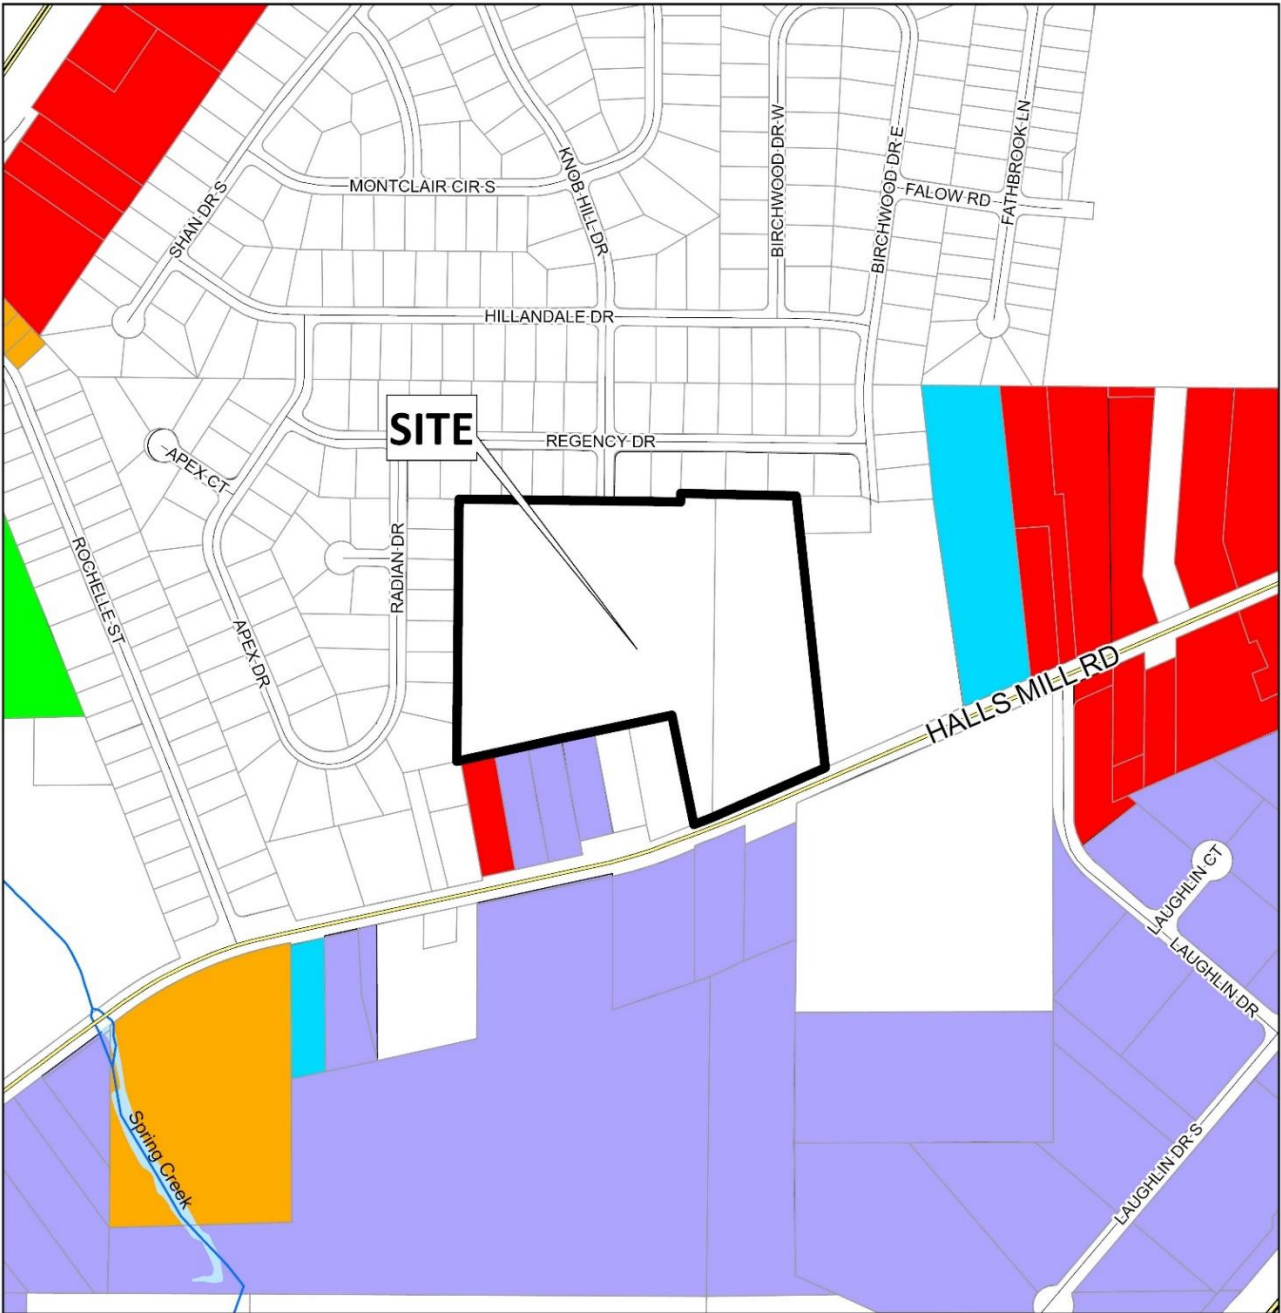 SHAN DR S
MONTCLAIR CIR S
KNOB HILL DR
BIRCHWOOD DR W
BIRCHWOOD DR E
FALOW RD
FATHBROOK LN
HILLANDALE DR
SITE
REGENCY DR
APEX CT
RADIAN DR
ROCHELLE ST
APEX DR
HALLS MILL RD
LAUGHLIN CT
LAUGHLIN DR
Spring Creek
LAUGHLIN DR S